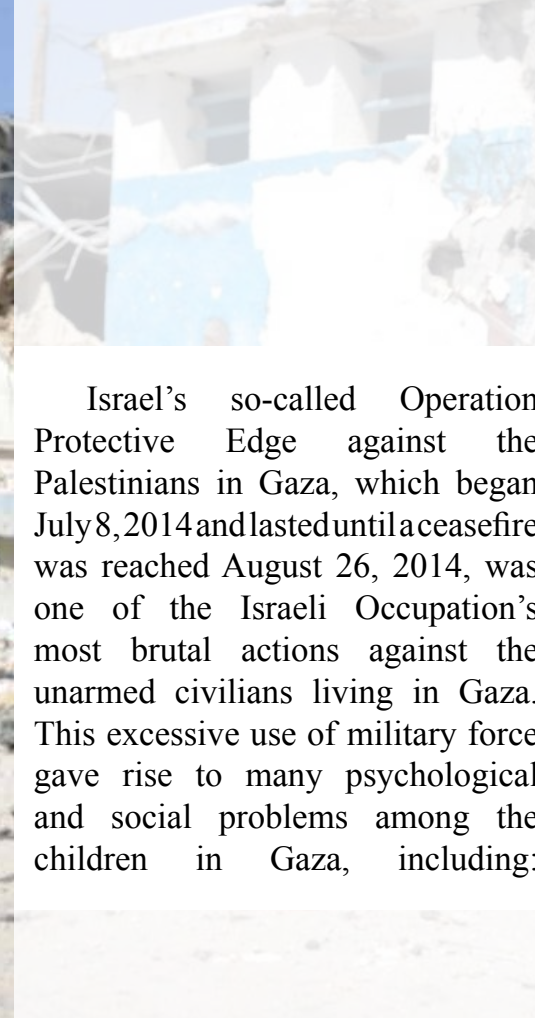 Israel’s so-called Operation
Protective Edge against the
Palestinians in Gaza, which began
July 8, 2014 and lasted until a ceasefire
was reached August 26, 2014, was
one of the Israeli Occupation’s
most brutal actions against the
unarmed civilians living in Gaza.
This excessive use of military force
gave rise to many psychological
and social problems among the
children in Gaza, including: